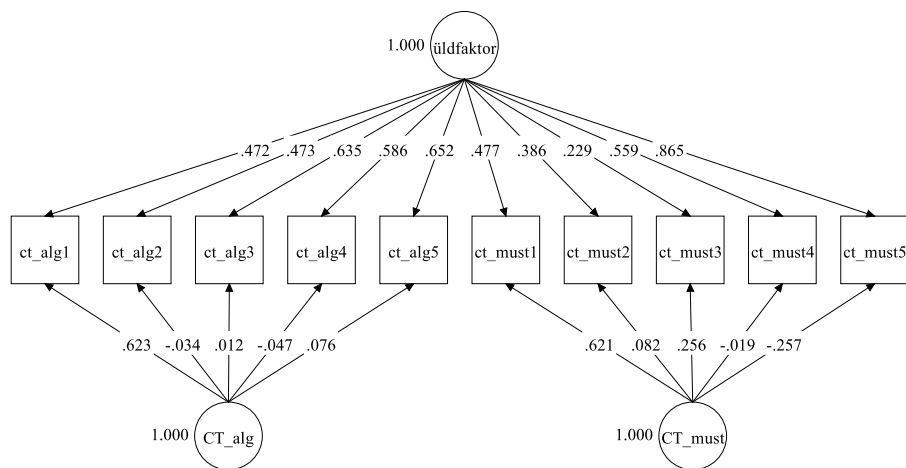 1.000 üldfaktor
.472 .473 .635 .586 .652 .477 .386 .229 .559 .865
ct_alg1 ct_alg2 ct_alg3 ct_alg4 ct_alg5 ct_must1 ct_must2 ct_must3 ct_must4 ct_must5
.623 -.034 .012 -.047 .076 .621 .082 .256 -.019 -.257
1.000 CT_alg 1.000 CT_must